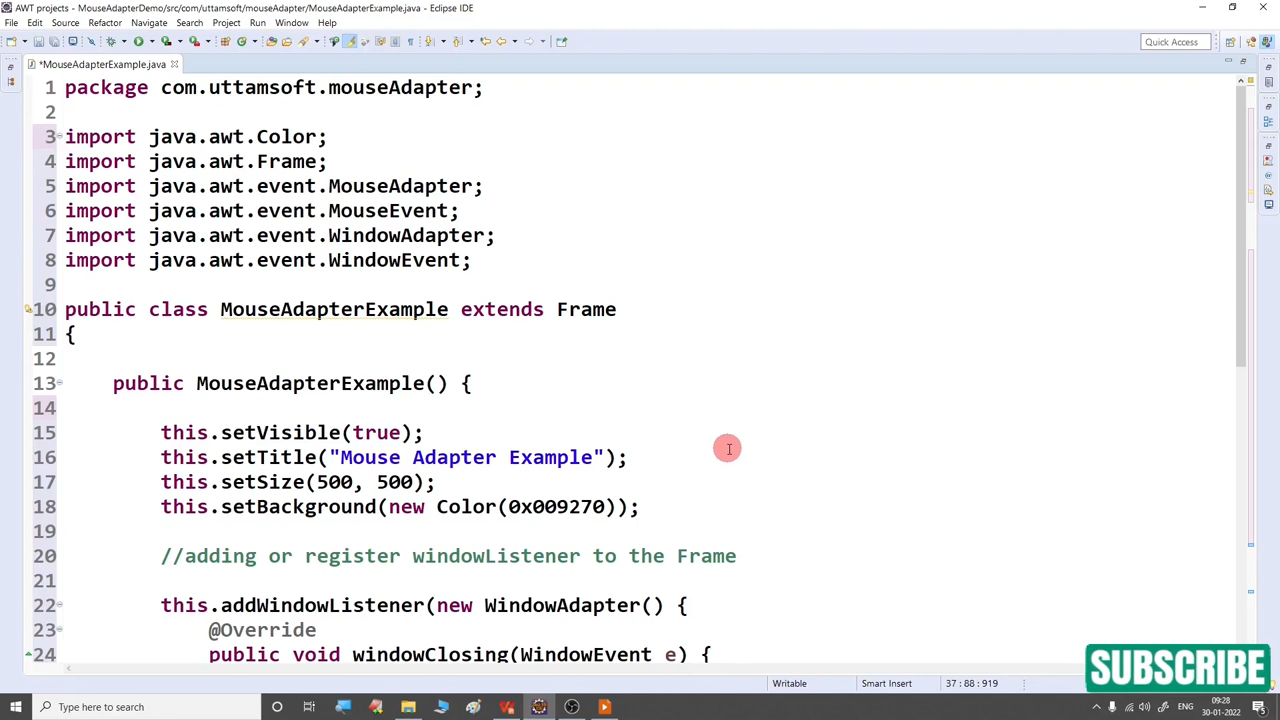 AWT projects - MouseAdapterDemo/src/com/uttamsoft/mouseAdapter/MouseAdapterExample.java - Edlipse IDE
File Edit Source Refactor Navigate Search Project Run Window Help
Quick Access
*MouseAdapterExample.java
1 package com.uttamsoft.mouseAdapter;
2
3 import java.awt.Color;
4 import java.awt.Frame;
5 import java.awt.event.MouseAdapter;
6 import java.awt.event.MouseEvent;
7 import java.awt.event.WindowAdapter;
8 import java.awt.event.WindowEvent;
9
10 public class MouseAdapterExample extends Frame
11 {
12
13 public MouseAdapterExample() {
14
15 this.setVisible(true);
16 this.setTitle("Mouse Adapter Example");
17 this.setSize(500, 500);
18 this.setBackground(new Color(0x009270));
19
20 //adding or register windowListener to the Frame
21
22 this.addWindowListener(new WindowAdapter() {
23 @Override
24 public void windowClosing(WindowEvent e) {
SUBSCRIBE
Writable Smart Insert 37 : 88 : 919
Type here to search
ENG
09:28
30-01-2022
5